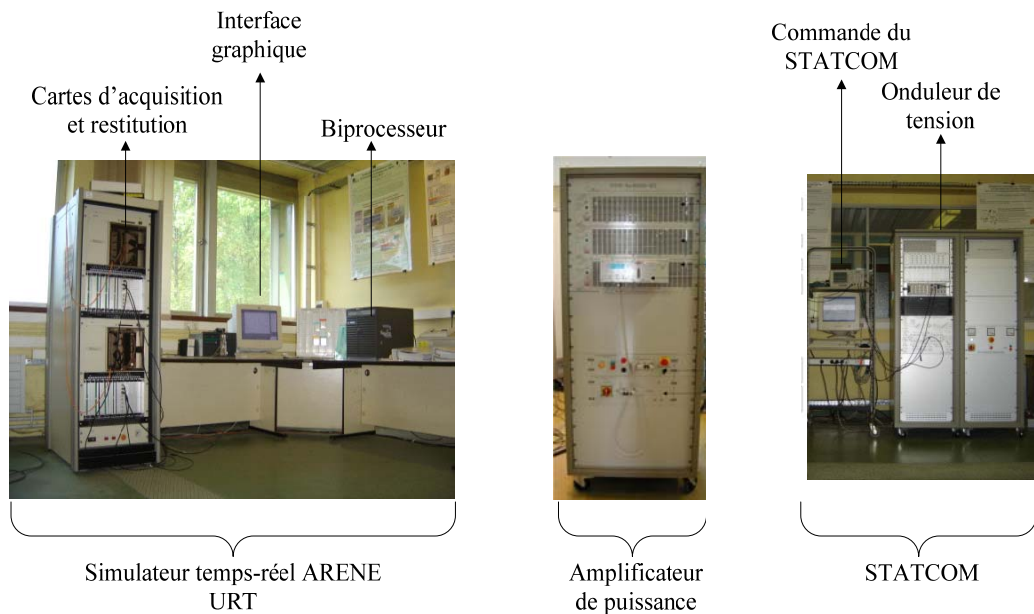 Interface
graphique
Commande du
STATCOM
Cartes d'acquisition
et restitution
Biprocesseur
Onduleur de
tension
Simulateur temps-réel ARENE
URT
Amplificateur
de puissance
STATCOM